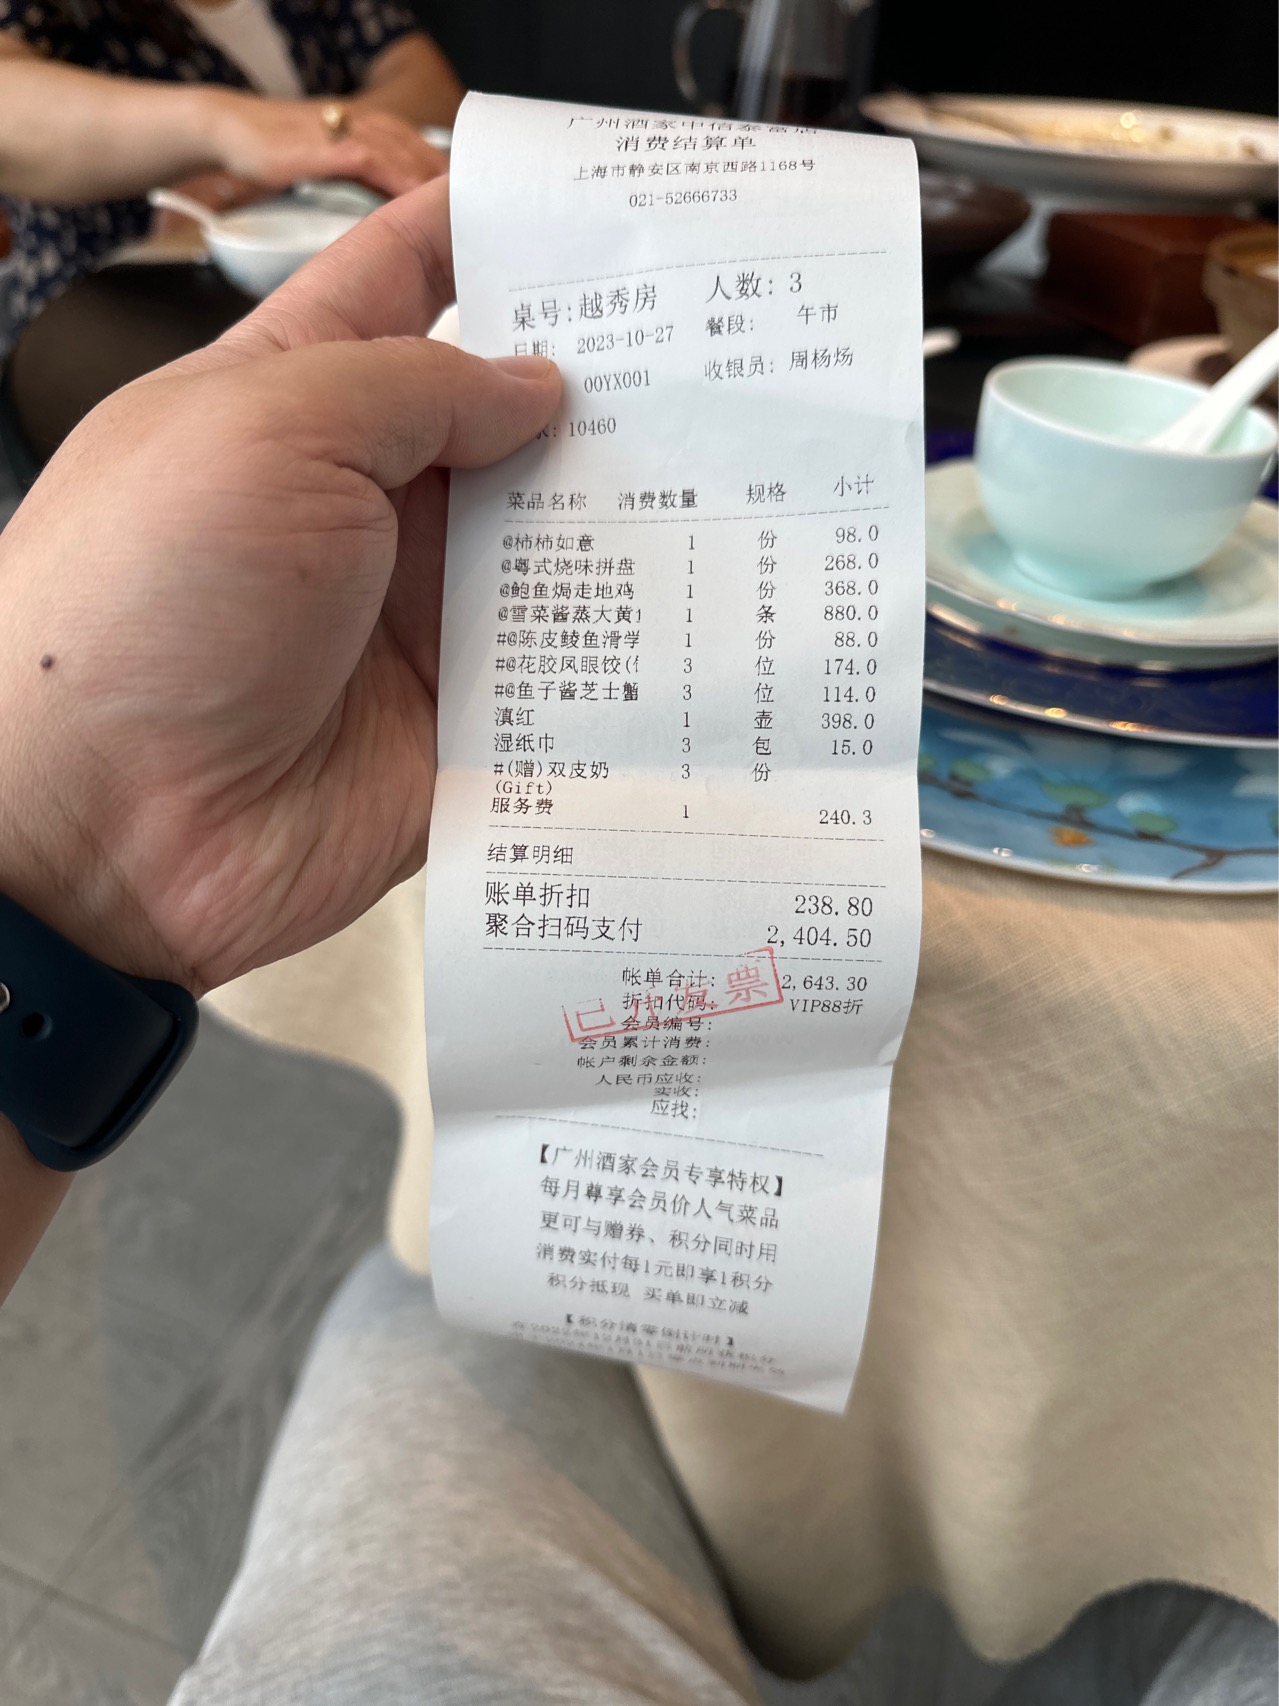 广州酒家中信泰富店
消费结算单
上海市静安区南京西路1168号
021-52666733
桌号:越秀房 人数: 3
日期: 2023-10-27 餐段: 午市
00YX001 收银员: 周杨炀
: 10460
菜品名称 消费数量 规格 小计
@柿柿如意 1 份 98.0
@粤式烧味拼盘 1 份 268.0
@鲍鱼焗走地鸡 1 份 368.0
@雪菜酱蒸大黄 1 条 880.0
#@陈皮鲮鱼滑学 1 份 88.0
#@花胶凤眼饺( 3 位 174.0
#@鱼子酱芝士蟹 3 位 114.0
滇红 1 壶 398.0
湿纸巾 3 包 15.0
#(赠)双皮奶 3 份
(Gift)
服务费 1 240.3
结算明细
账单折扣 238.80
聚合扫码支付 2,404.50
帐单合计: 2,643.30
折扣代码: VIP88折
已开发票
会员编号:
会员累计消费:
帐户剩余金额:
人民币应收:
实收:
应找:
【广州酒家会员专享特权】
每月尊享会员价人气菜品
更可与赠券、积分同时用
消费实付每1元即享1积分
积分抵现 买单即立减
【积分清零倒计时】